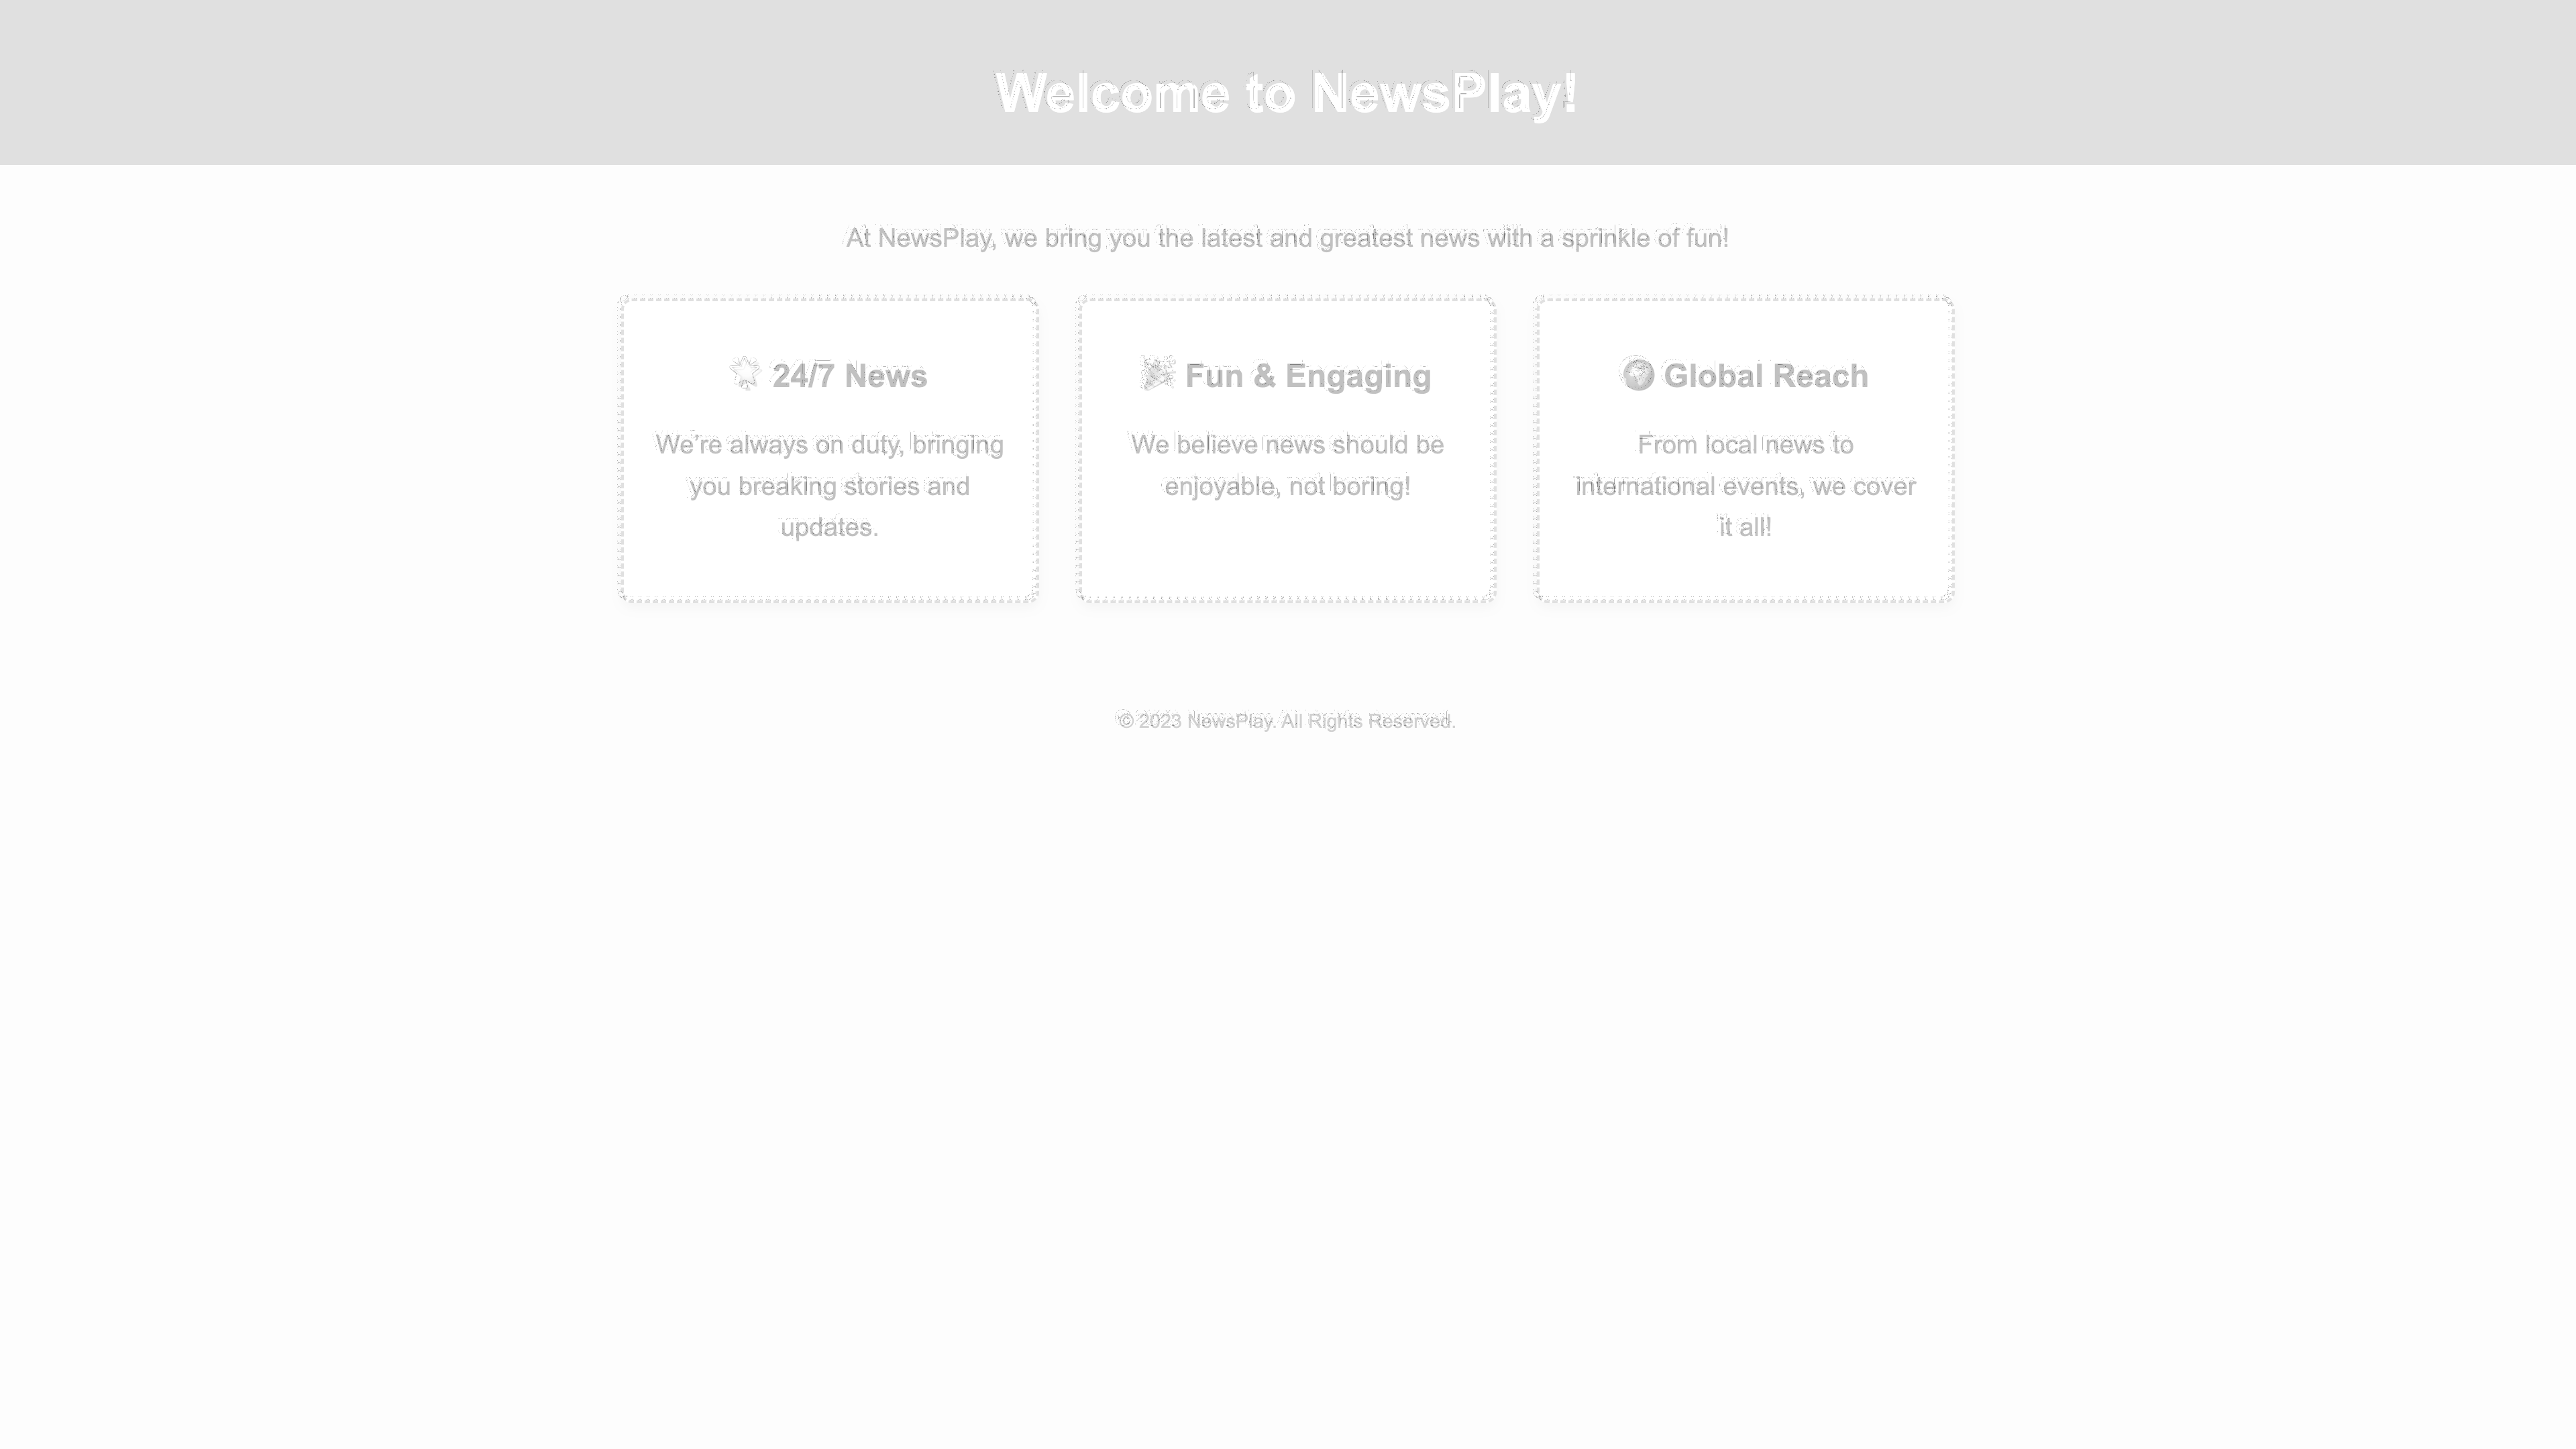 Welcome to NewsPlay!
At NewsPlay, we bring you the latest and greatest news with a sprinkle of fun!
🌟 24/7 News
We're always on duty, bringing
you breaking stories and
updates.
🎉 Fun & Engaging
We believe news should be
enjoyable, not boring!
🌍 Global Reach
From local news to
international events, we cover
it all!
© 2023 NewsPlay. All Rights Reserved.